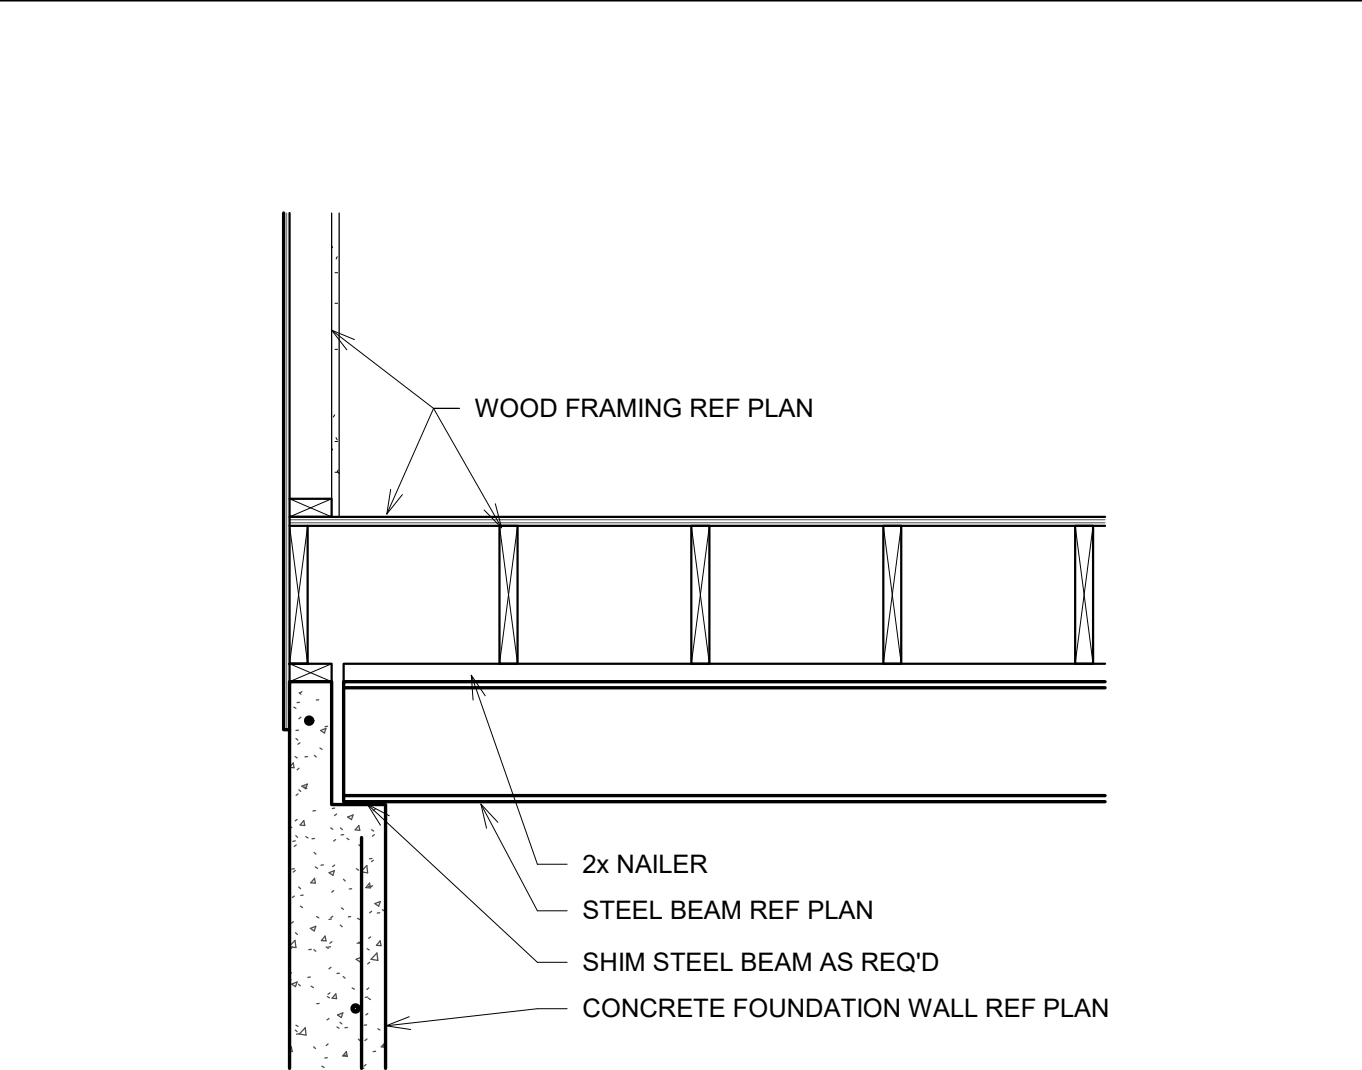 WOOD FRAMING REF PLAN
2x NAILER
STEEL BEAM REF PLAN
SHIM STEEL BEAM AS REQ'D
CONCRETE FOUNDATION WALL REF PLAN